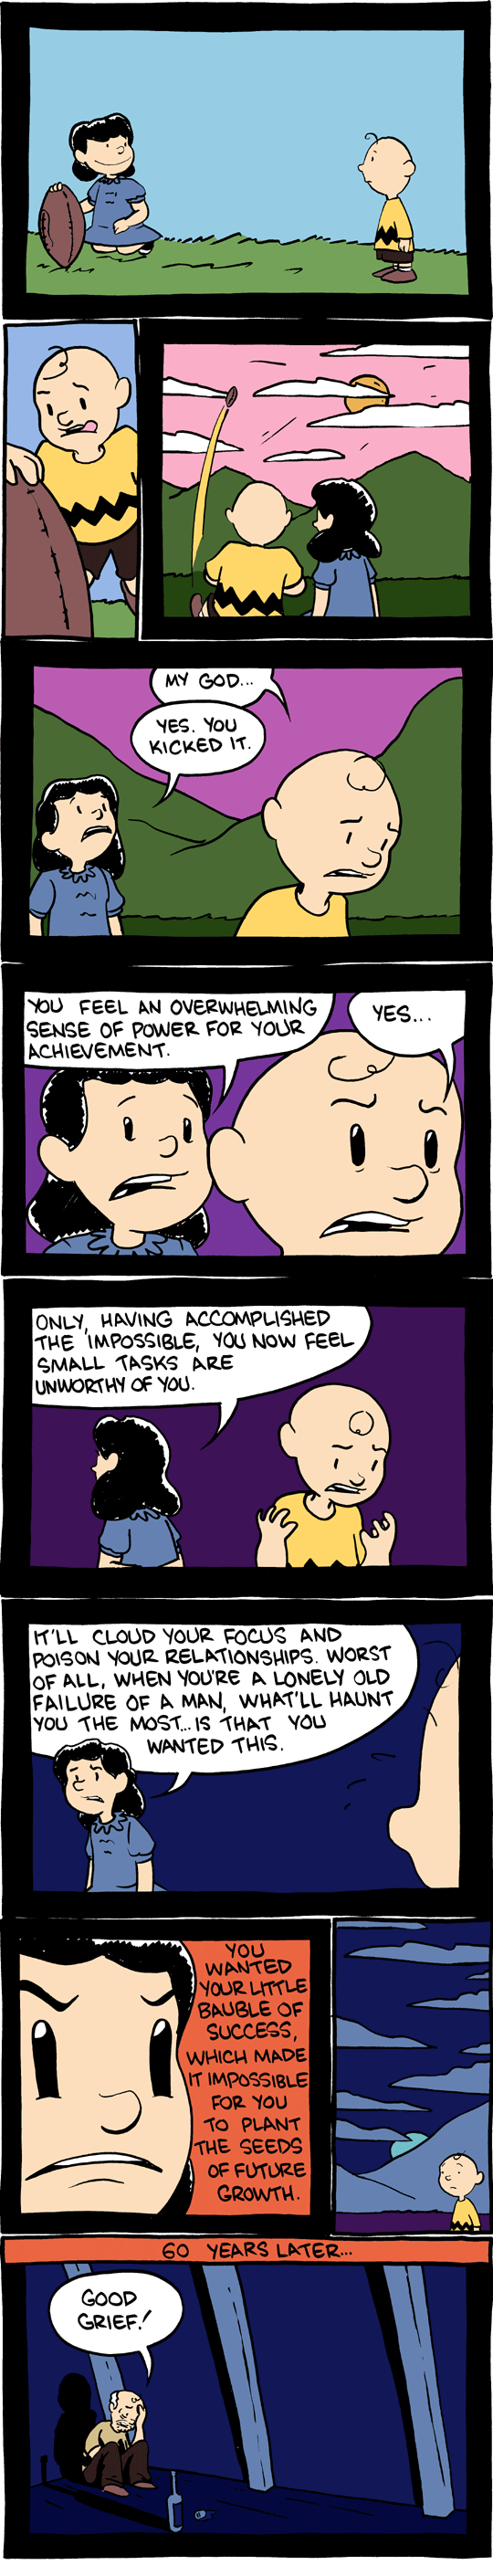 MY GOD...
YES. YOU
KICKED IT.
YOU FEEL AN OVERWHELMING
SENSE OF POWER FOR YOUR
ACHIEVEMENT.
YES...
ONLY, HAVING ACCOMPLISHED
THE IMPOSSIBLE, YOU NOW FEEL
SMALL TASKS ARE
UNWORTHY OF YOU.
IT'LL CLOUD YOUR FOCUS AND
POISON YOUR RELATIONSHIPS. WORST
OF ALL, WHEN YOU'RE A LONELY OLD
FAILURE OF A MAN, WHAT'LL HAUNT
YOU THE MOST... IS THAT YOU
WANTED THIS.
YOU
WANTED
YOUR LITTLE
BAUBLE OF
SUCCESS,
WHICH MADE
IT IMPOSSIBLE
FOR YOU
TO PLANT
THE SEEDS
OF FUTURE
GROWTH.
60 YEARS LATER...
GOOD
GRIEF!